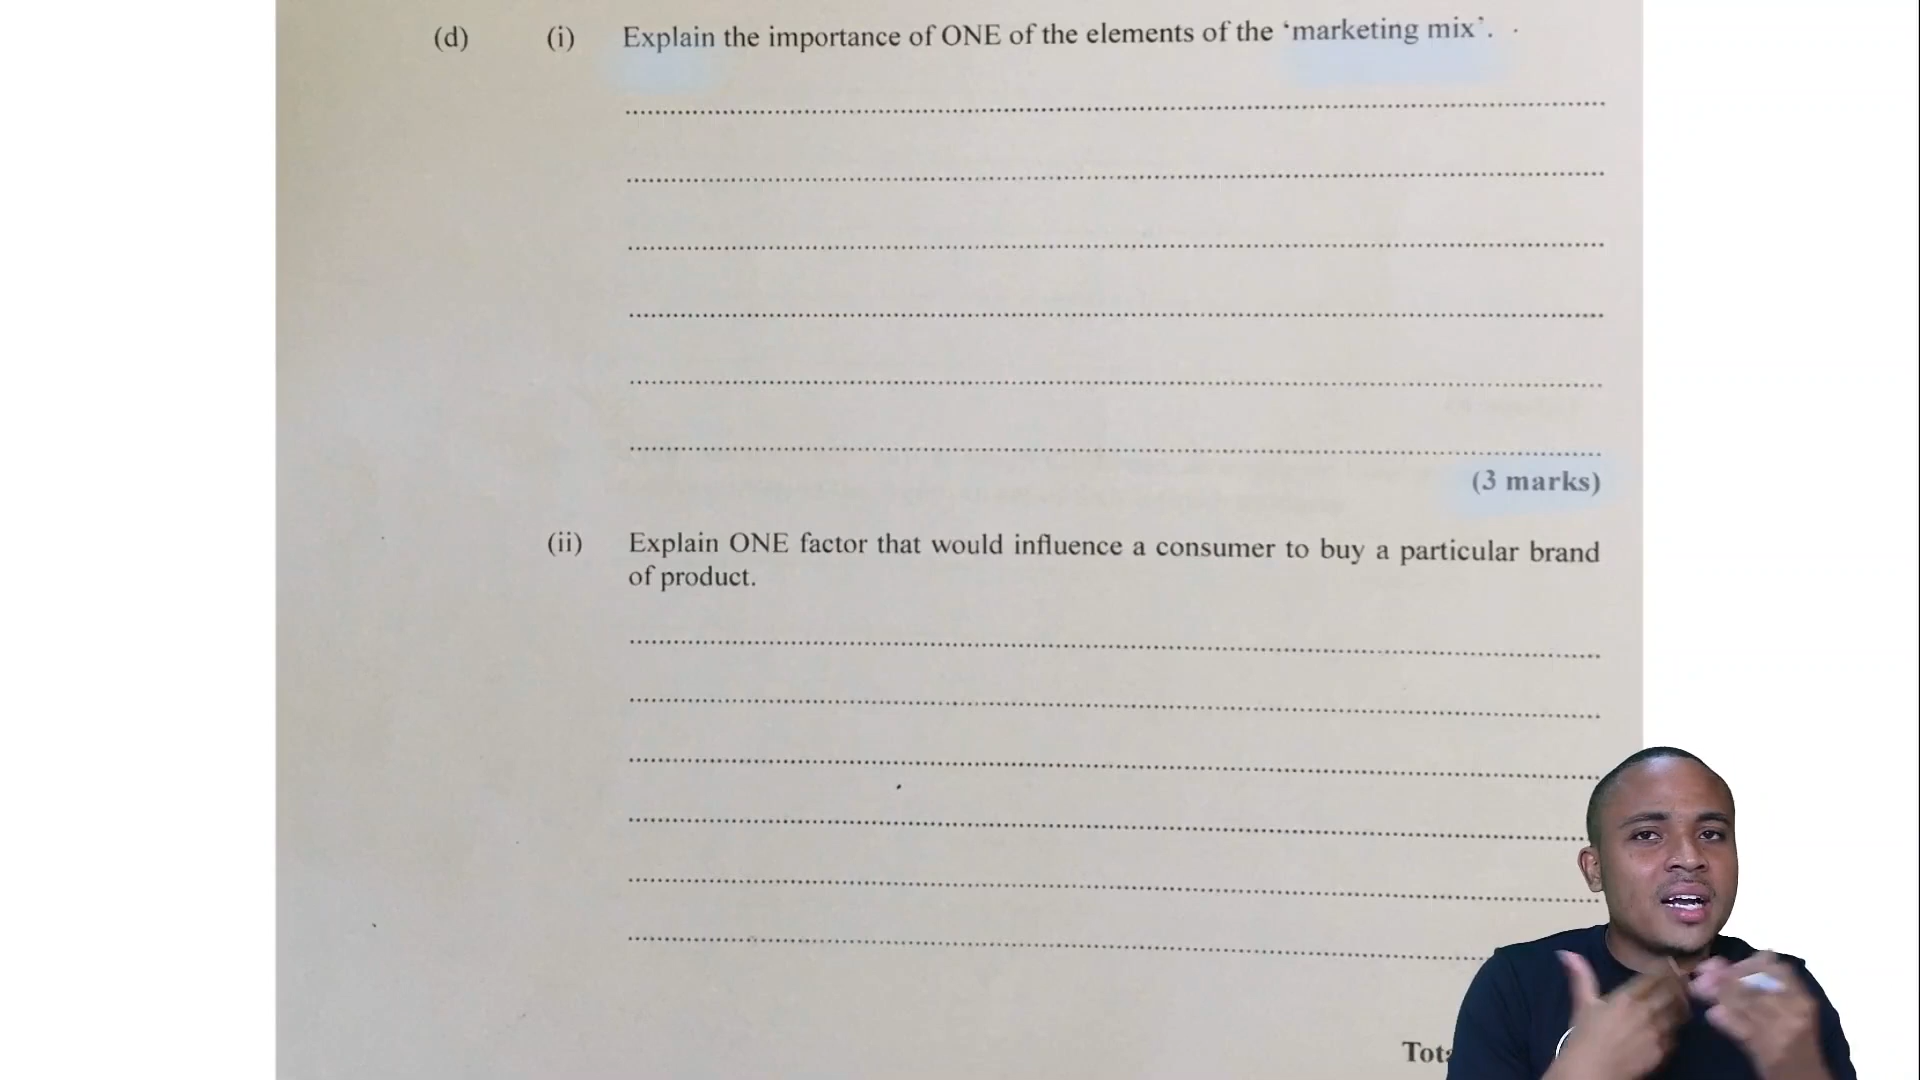 (d) (i) Explain the importance of ONE of the elements of the ‘marketing mix’.
(3 marks)
(ii) Explain ONE factor that would influence a consumer to buy a particular brand
of product.